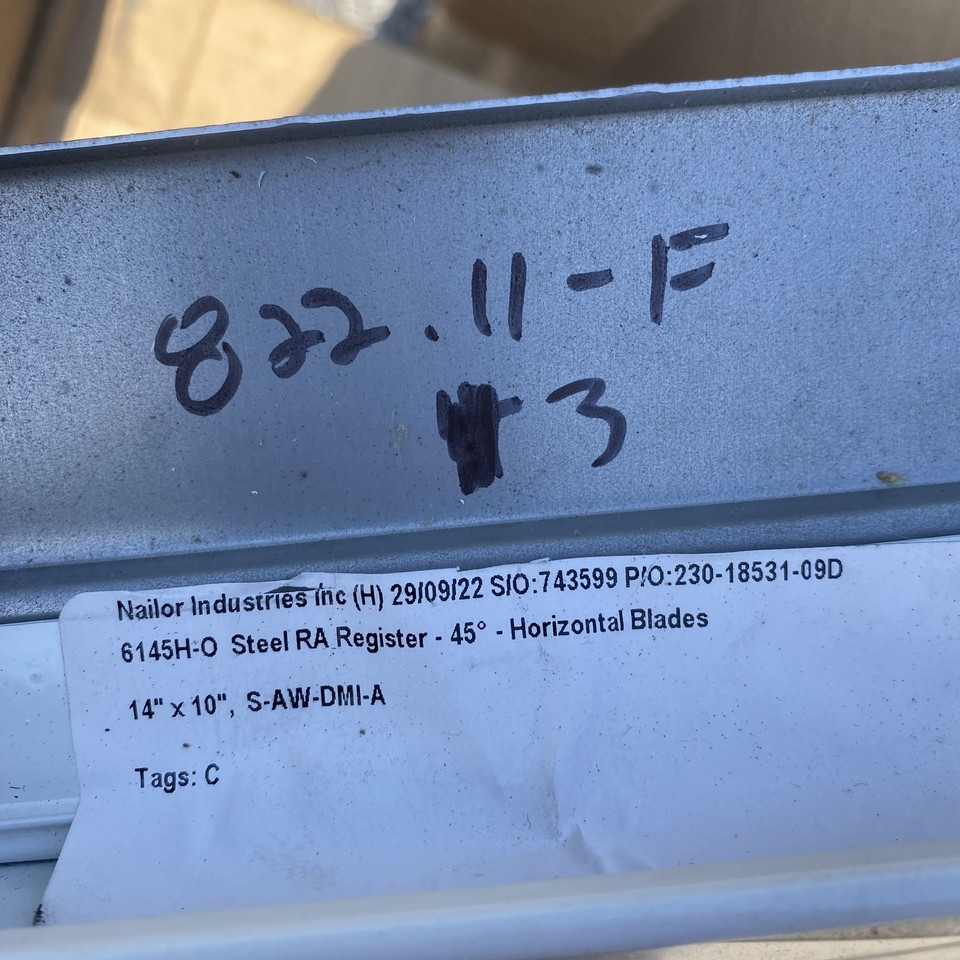 822.11-F
3
Nailor Industries Inc (H) 29/09/22 S/O:743599 P/O:230-18531-09D
6145H-O Steel RA Register - 45° - Horizontal Blades
14" x 10", S-AW-DMI-A
Tags: C